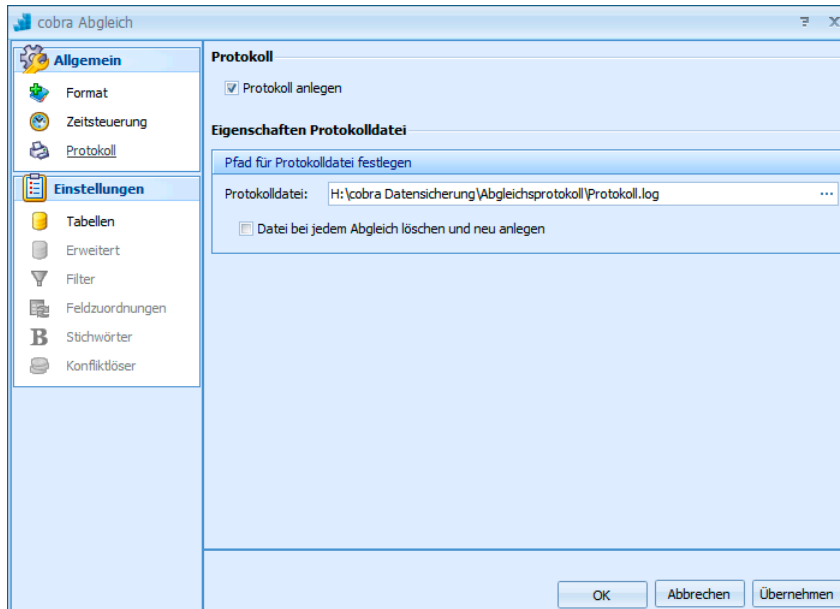 cobra Abgleich
Allgemein
Format
Zeitsteuerung
Protokoll
Einstellungen
Tabellen
Erweitert
Filter
Feldzuordnungen
Stichwörter
Konfliktlöser
Protokoll
Protokoll anlegen
Eigenschaften Protokolldatei
Pfad für Protokolldatei festlegen
Protokolldatei: H:\cobra Datensicherung\Abgleichsprotokoll\Protokoll.log ...
Datei bei jedem Abgleich löschen und neu anlegen
OK Abbrechen Übernehmen